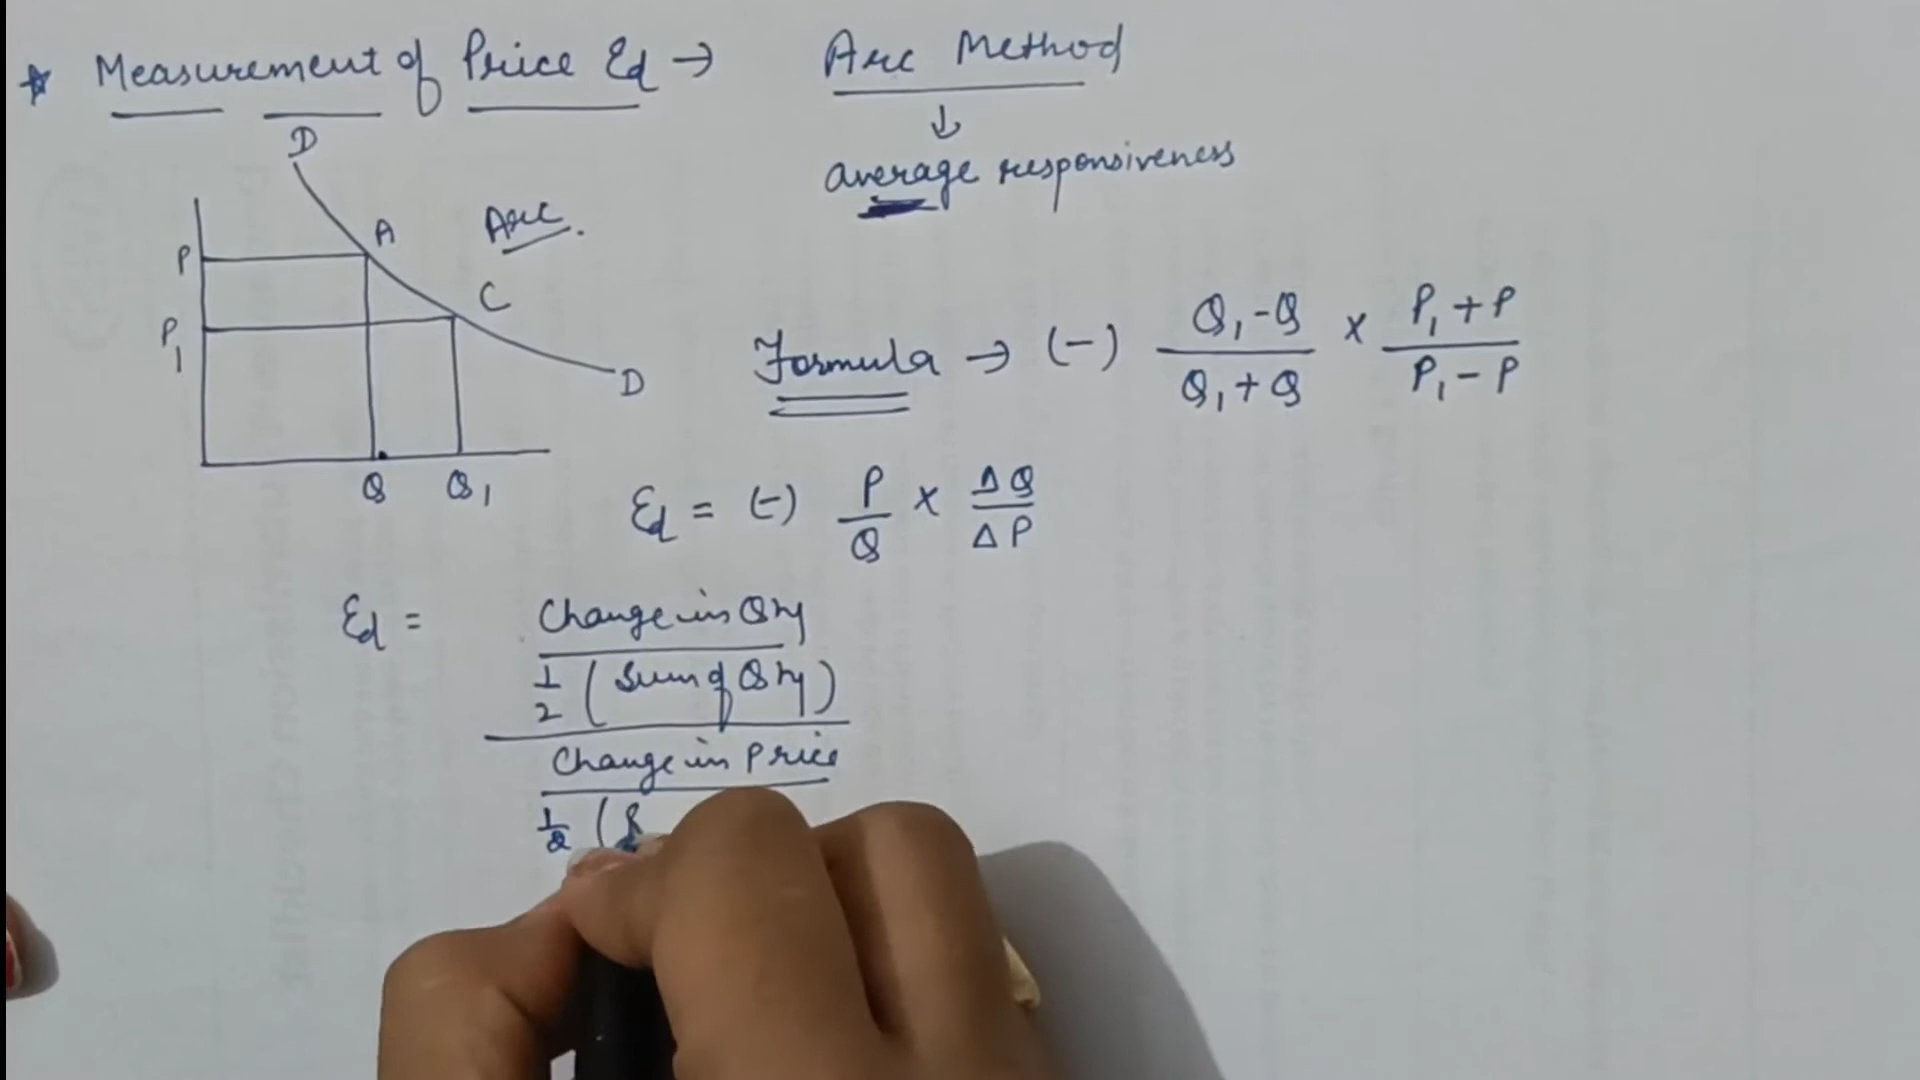 * Measurement of Price Ed → Arc Method
↓
average responsiveness
D
A
Arc.
P
C
P1
D
Q Q1
Formula → (-) Q1-Q / Q1+Q × P1+P / P1-P
Ed = (-) P/Q × ΔQ/ΔP
Ed = Change in Qty
1/2 (Sum of Qty)
Change in Price
1/2 (